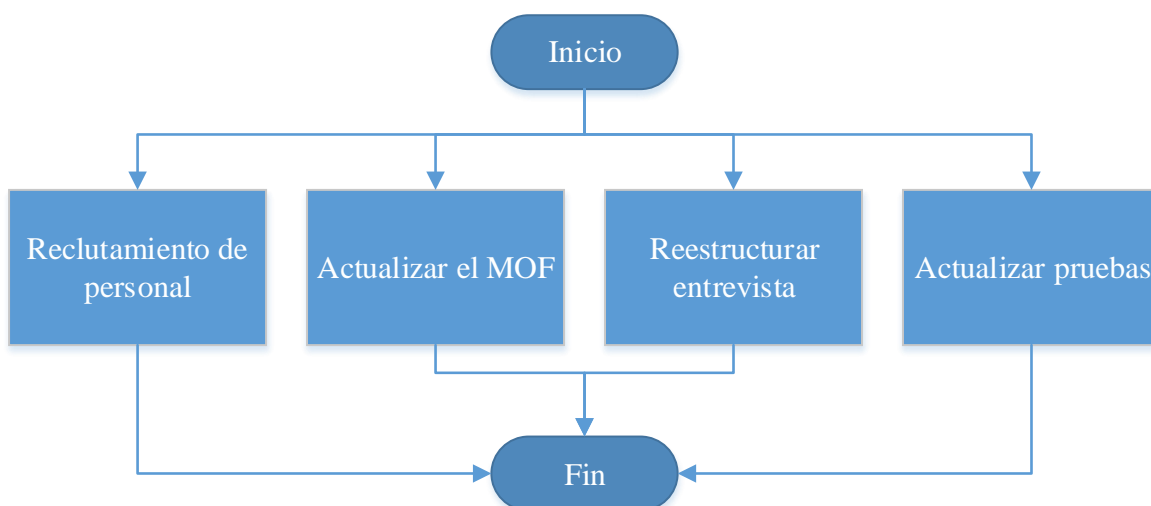 Inicio
Reclutamiento de
personal
Actualizar el MOF
Reestructurar
entrevista
Actualizar pruebas
Fin